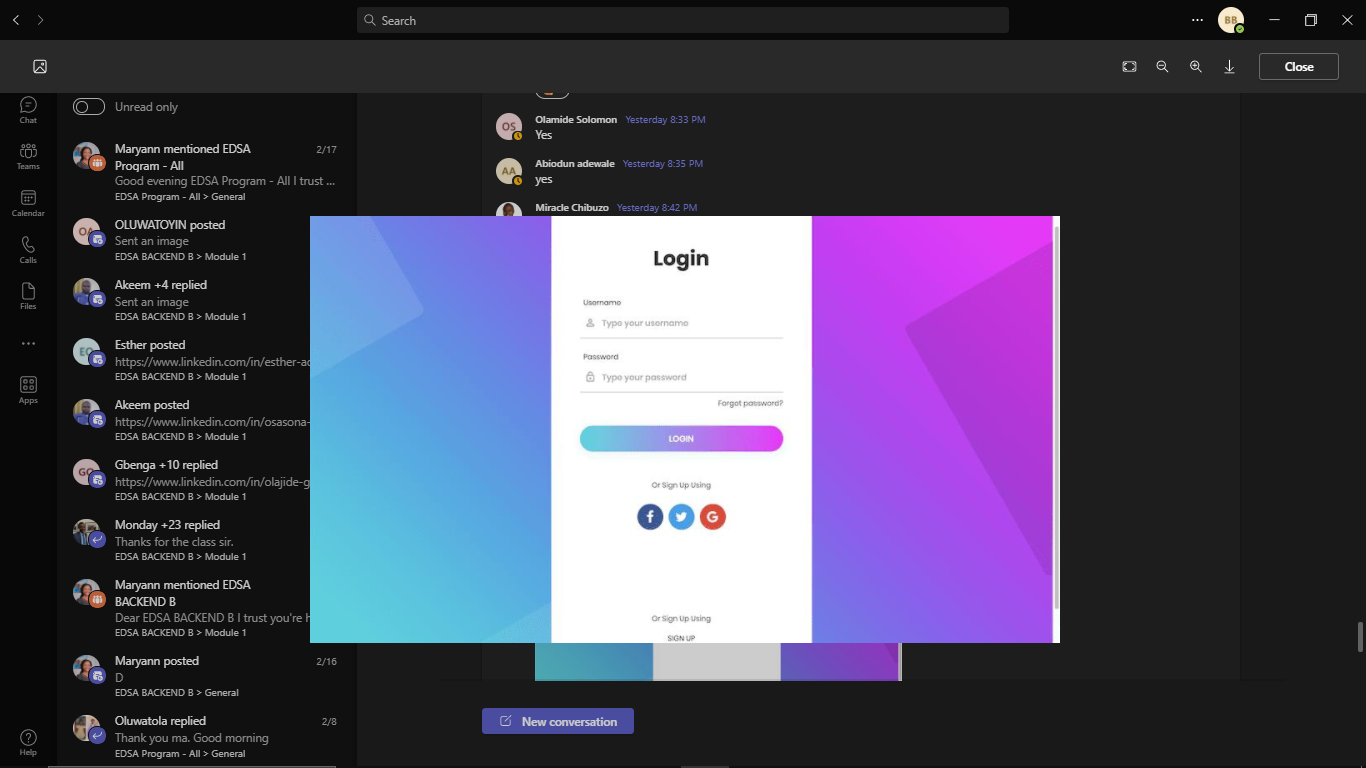 Search
BB
Close
Chat
Teams
Calendar
Calls
Files
Apps
Help
Unread only
Maryann mentioned EDSA 2/17
Program - All
Good evening EDSA Program - All I trust ...
EDSA Program - All > General
OLUWATOYIN posted
Sent an image
EDSA BACKEND B > Module 1
Akeem +4 replied
Sent an image
EDSA BACKEND B > Module 1
EO
Esther posted
https://www.linkedin.com/in/esther-ad
EDSA BACKEND B > Module 1
Akeem posted
https://www.linkedin.com/in/osasona-
EDSA BACKEND B > Module 1
Gbenga +10 replied
https://www.linkedin.com/in/olajide-g
EDSA BACKEND B > Module 1
Monday +23 replied
Thanks for the class sir.
EDSA BACKEND B > Module 1
Maryann mentioned EDSA
BACKEND B
Dear EDSA BACKEND B I trust you're h
EDSA BACKEND B > Module 1
Maryann posted 2/16
D
EDSA BACKEND B > General
Oluwatola replied 2/8
Thank you ma. Good morning
EDSA Program - All > General
OS
Olamide Solomon Yesterday 8:33 PM
Yes
AA
Abiodun adewale Yesterday 8:35 PM
yes
Miracle Chibuzo Yesterday 8:42 PM
Login
Username
Type your username
Password
Type your password
Forgot password?
LOGIN
Or Sign Up Using
f
G
Or Sign Up Using
SIGN UP
New conversation